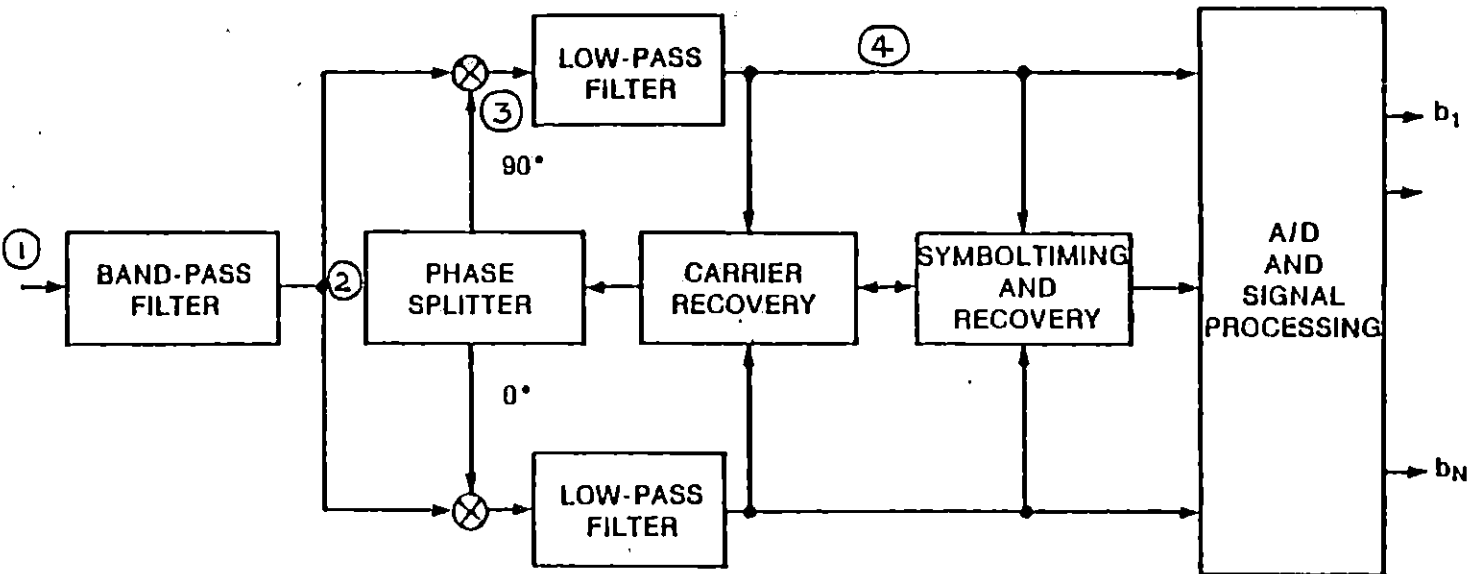 ④
LOW-PASS
FILTER
③
90°
b₁
①
BAND-PASS
FILTER
②
PHASE
SPLITTER
CARRIER
RECOVERY
SYMBOLTIMING
AND
RECOVERY
A/D
AND
SIGNAL
PROCESSING
0°
LOW-PASS
FILTER
bN